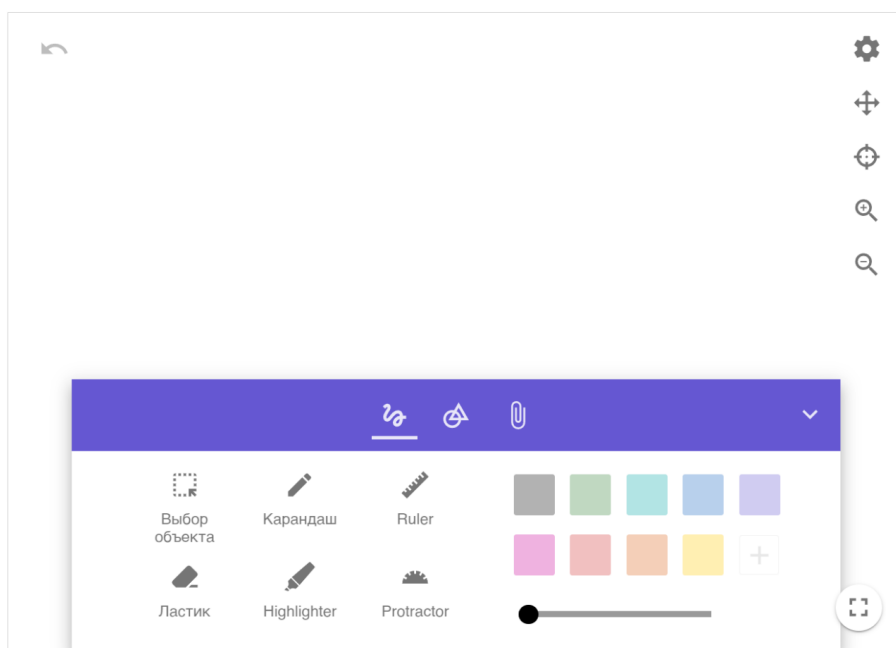 Выбор
объекта
Карандаш
Ruler
Ластик
Highlighter
Protractor